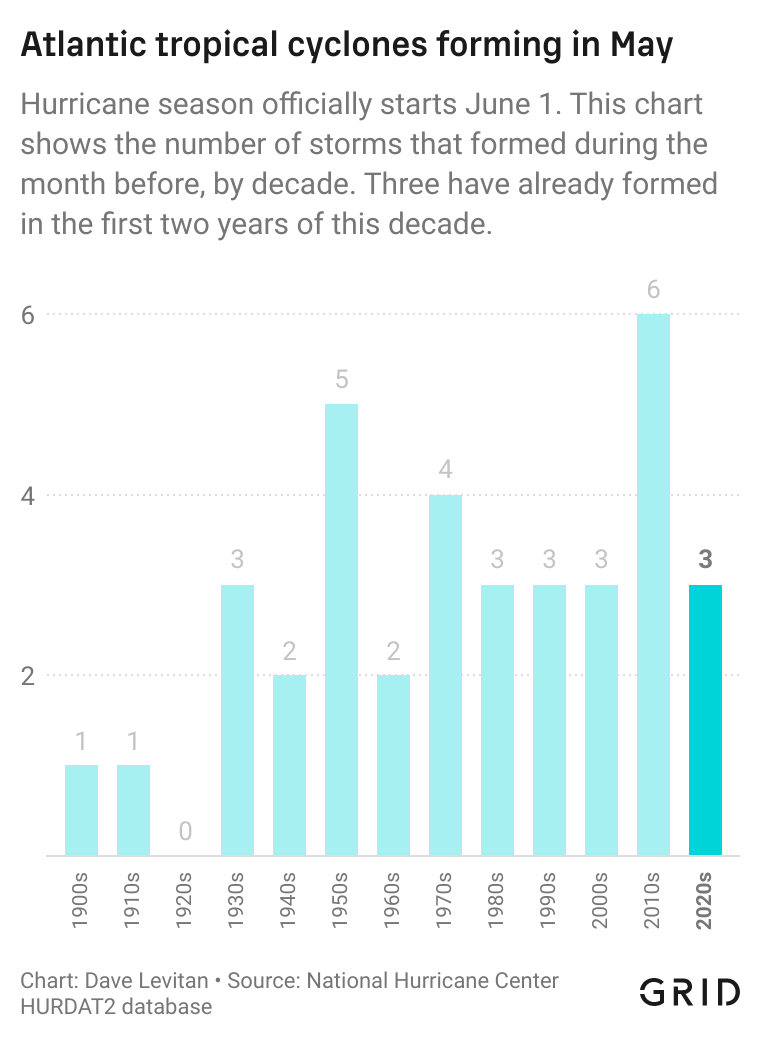 Atlantic tropical cyclones forming in May
Hurricane season officially starts June 1. This chart
shows the number of storms that formed during the
month before, by decade. Three have already formed
in the first two years of this decade.
6
6
5
4
4
3
3
3
3
3
2
2
2
1
1
0
1900s
1910s
1920s
1930s
1940s
1950s
1960s
1970s
1980s
1990s
2000s
2010s
2020s
Chart: Dave Levitan • Source: National Hurricane Center
HURDAT2 database
GRID